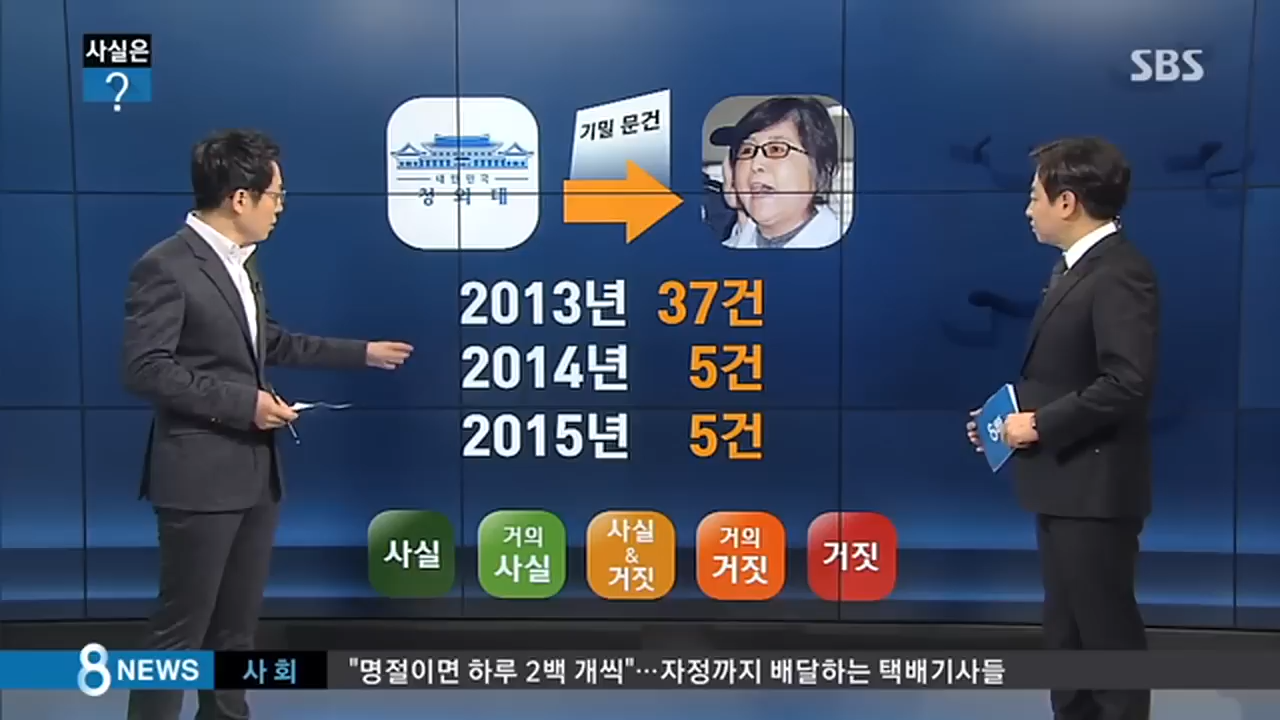 사실은
?
SBS
기밀 문건
대한민국
청와대
2013년 37건
2014년 5건
2015년 5건
사실
거의
사실
사실
&
거짓
거의
거짓
거짓
8 NEWS 사회 "명절이면 하루 2백 개씩"…자정까지 배달하는 택배기사들